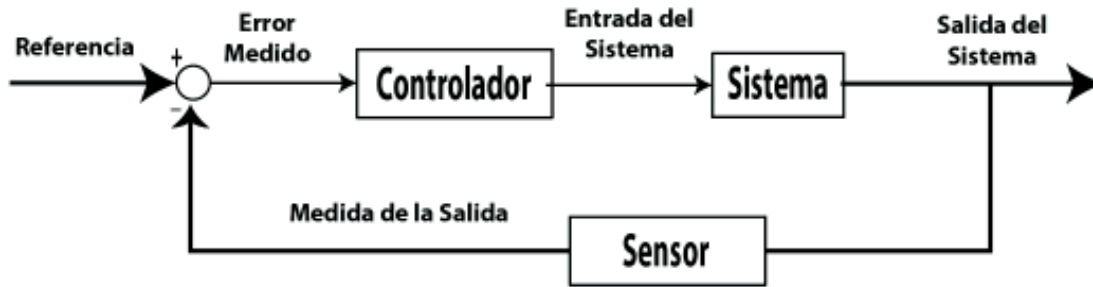 Referencia
+
−
Error
Medido
Controlador
Entrada del
Sistema
Sistema
Salida del
Sistema
Medida de la Salida
Sensor